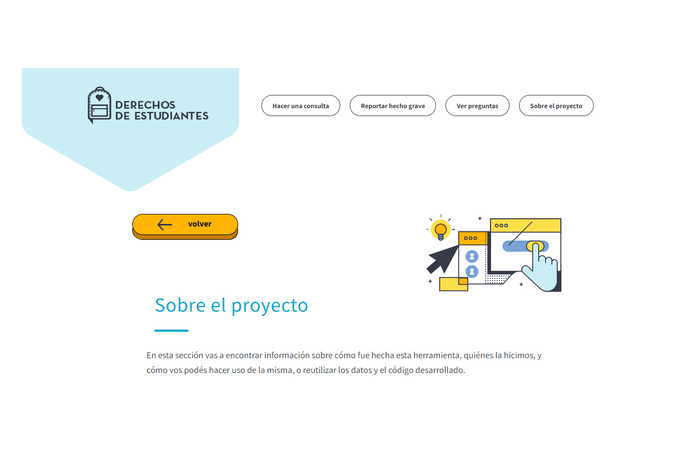 DERECHOS
DE ESTUDIANTES
Hacer una consulta
Reportar hecho grave
Ver preguntas
Sobre el proyecto
volver
Sobre el proyecto
En esta sección vas a encontrar información sobre cómo fue hecha esta herramienta, quiénes la hicimos, y
cómo vos podés hacer uso de la misma, o reutilizar los datos y el código desarrollado.